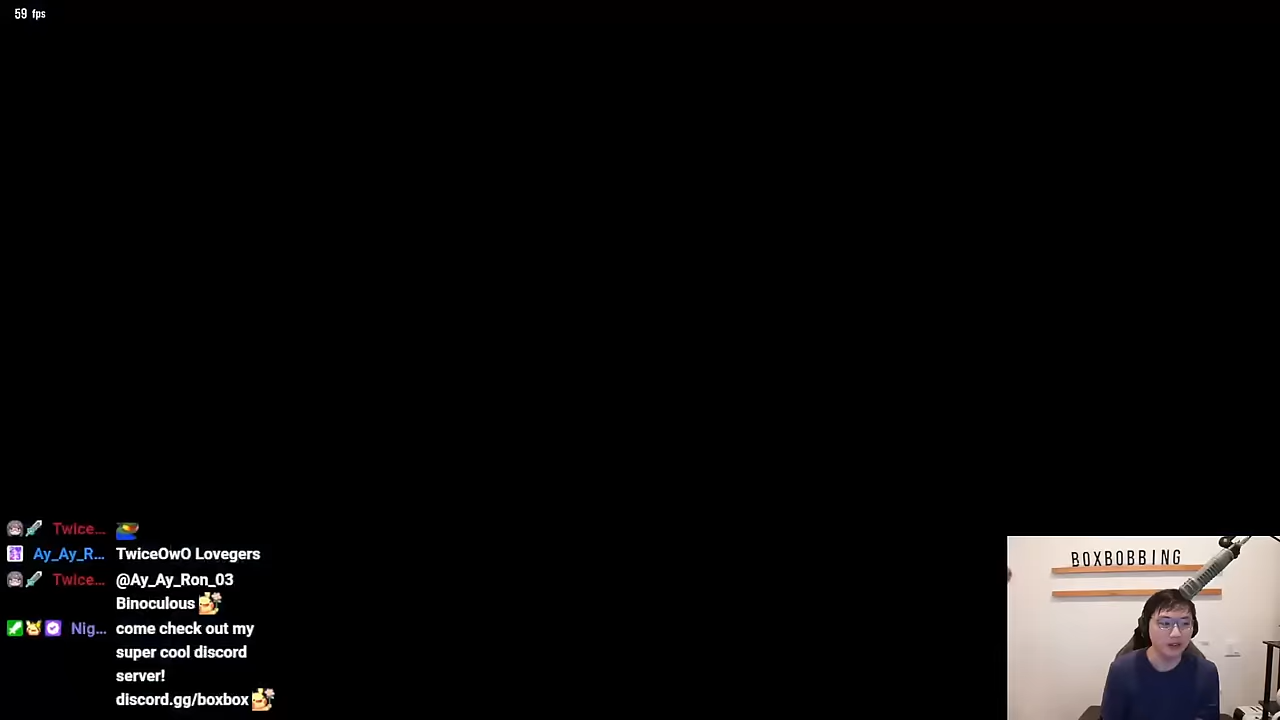 59 fps
Twice...
Ay_Ay_R... TwiceOwO Lovegers
Twice... @Ay_Ay_Ron_03
Binoculous
Nig... come check out my
super cool discord
server!
discord.gg/boxbox
BOXBOBBING